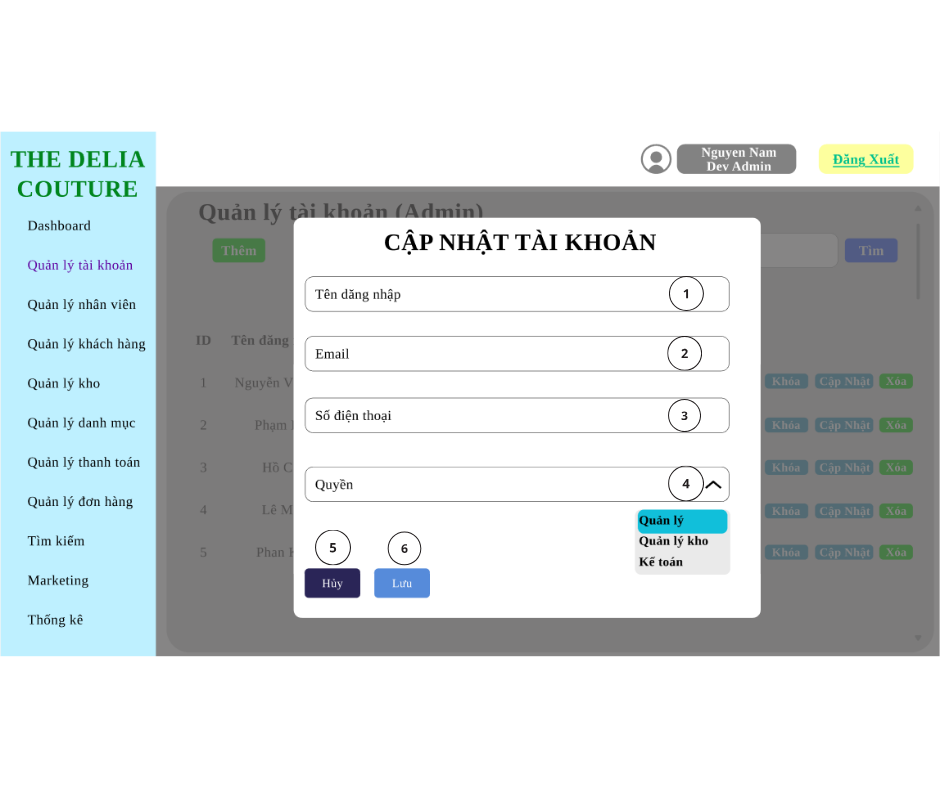 THE DELIA
COUTURE
Dashboard
Quản lý tài khoản
Quản lý nhân viên
Quản lý khách hàng
Quản lý kho
Quản lý danh mục
Quản lý thanh toán
Quản lý đơn hàng
Tìm kiếm
Marketing
Thống kê
Nguyen Nam
Dev Admin
Đăng Xuất
Quản lý tài khoản (Admin)
Thêm
Tìm
ID Tên đăng
1 Nguyễn V
Khóa Cập Nhật Xóa
2 Phạm
Khóa Cập Nhật Xóa
3 Hồ C
Khóa Cập Nhật Xóa
4 Lê M
Khóa Cập Nhật Xóa
5 Phan
Khóa Cập Nhật Xóa
CẬP NHẬT TÀI KHOẢN
Tên dăng nhập 1
Email 2
Số điện thoại 3
Quyền 4
Quản lý
Quản lý kho
Kế toán
5 6
Hủy Lưu